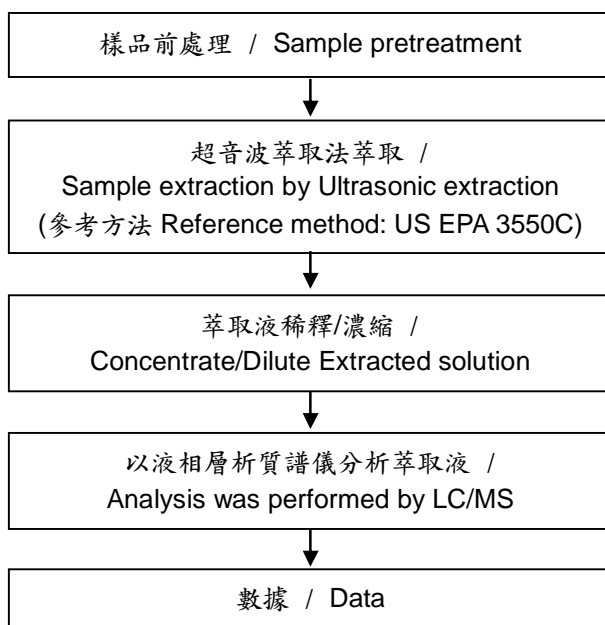 樣品前處理 / Sample pretreatment
超音波萃取法萃取 /
Sample extraction by Ultrasonic extraction
(參考方法 Reference method: US EPA 3550C)
萃取液稀釋/濃縮 /
Concentrate/Dilute Extracted solution
以液相層析質譜儀分析萃取液 /
Analysis was performed by LC/MS
數據 / Data